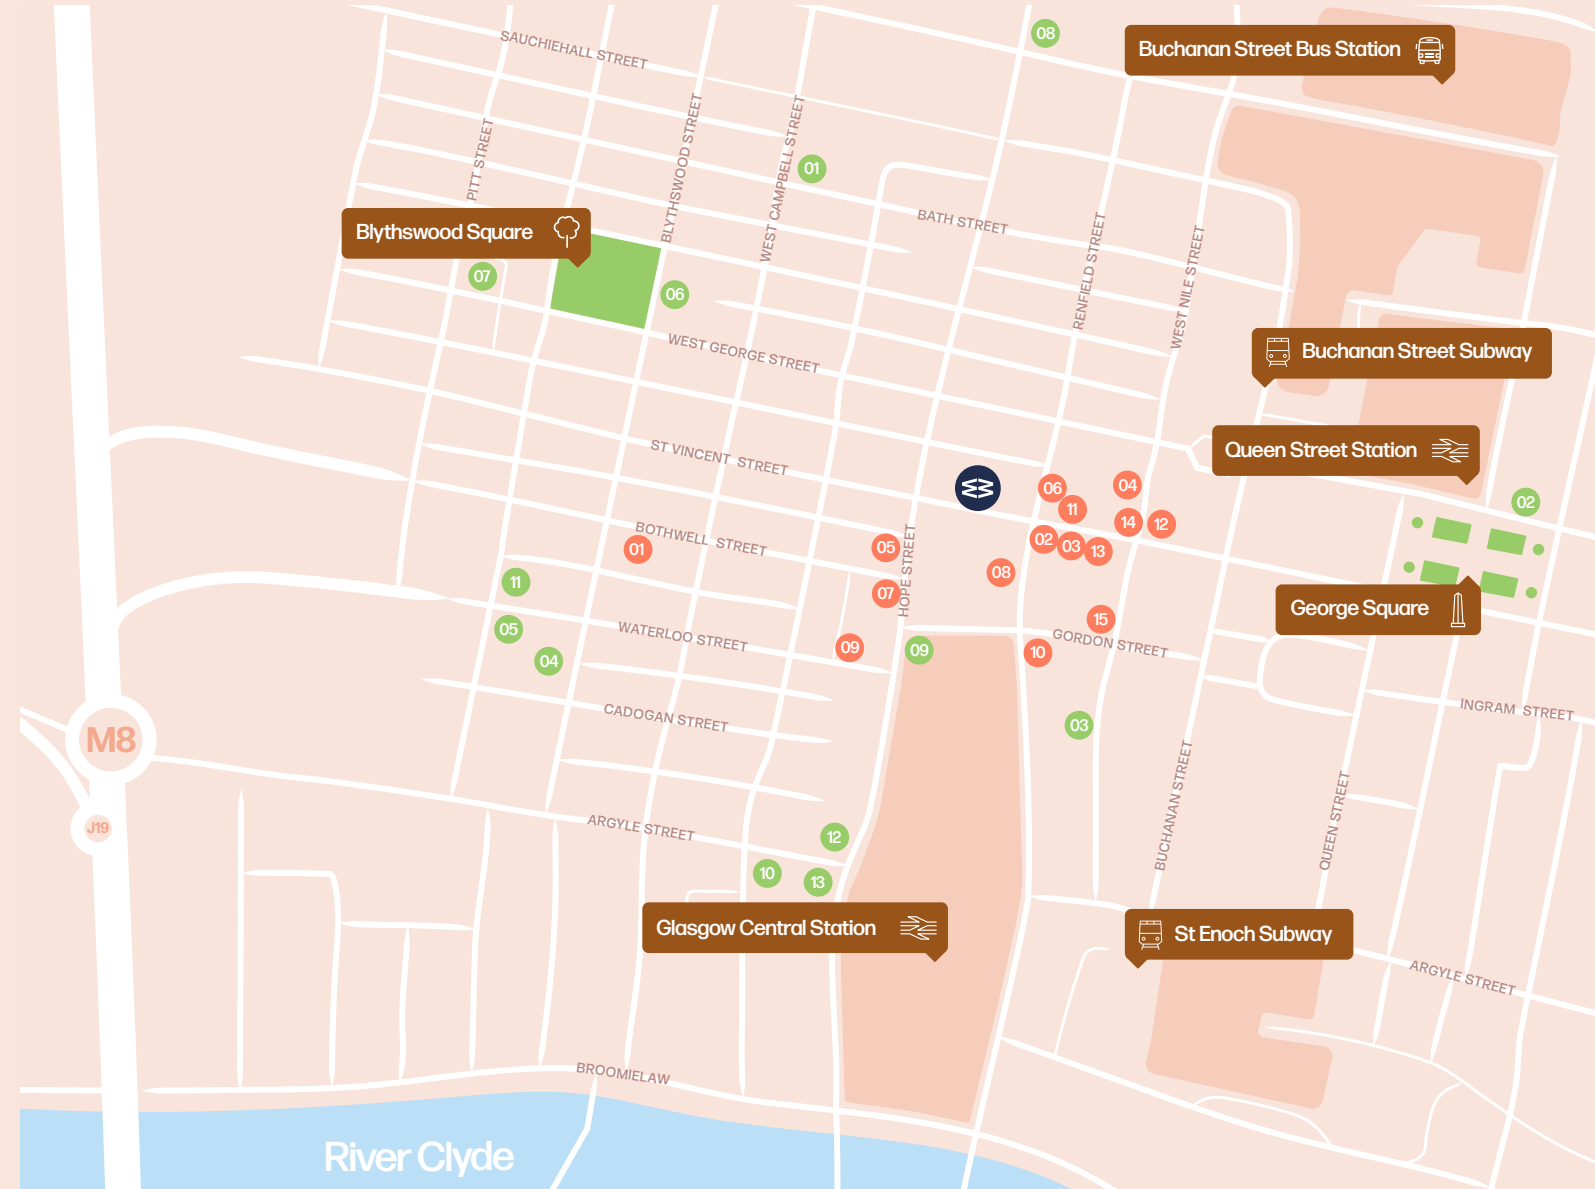 08
Buchanan Street Bus Station
SAUCHIEHALL STREET
PITT STREET
BLYTHSWOOD STREET
WEST CAMPBELL STREET
01
BATH STREET
RENFIELD STREET
WEST NILE STREET
Blythswood Square
07
06
WEST GEORGE STREET
Buchanan Street Subway
Queen Street Station
ST VINCENT STREET
06
04
11
02
14
12
BOTHWELL STREET
01
05
HOPE STREET
02
03
13
08
11
07
George Square
05
04
WATERLOO STREET
09
09
15
GORDON STREET
10
CADOGAN STREET
03
INGRAM STREET
M8
BUCHANAN STREET
QUEEN STREET
J19
ARGYLE STREET
12
10
13
Glasgow Central Station
St Enoch Subway
ARGYLE STREET
BROOMIELAW
River Clyde